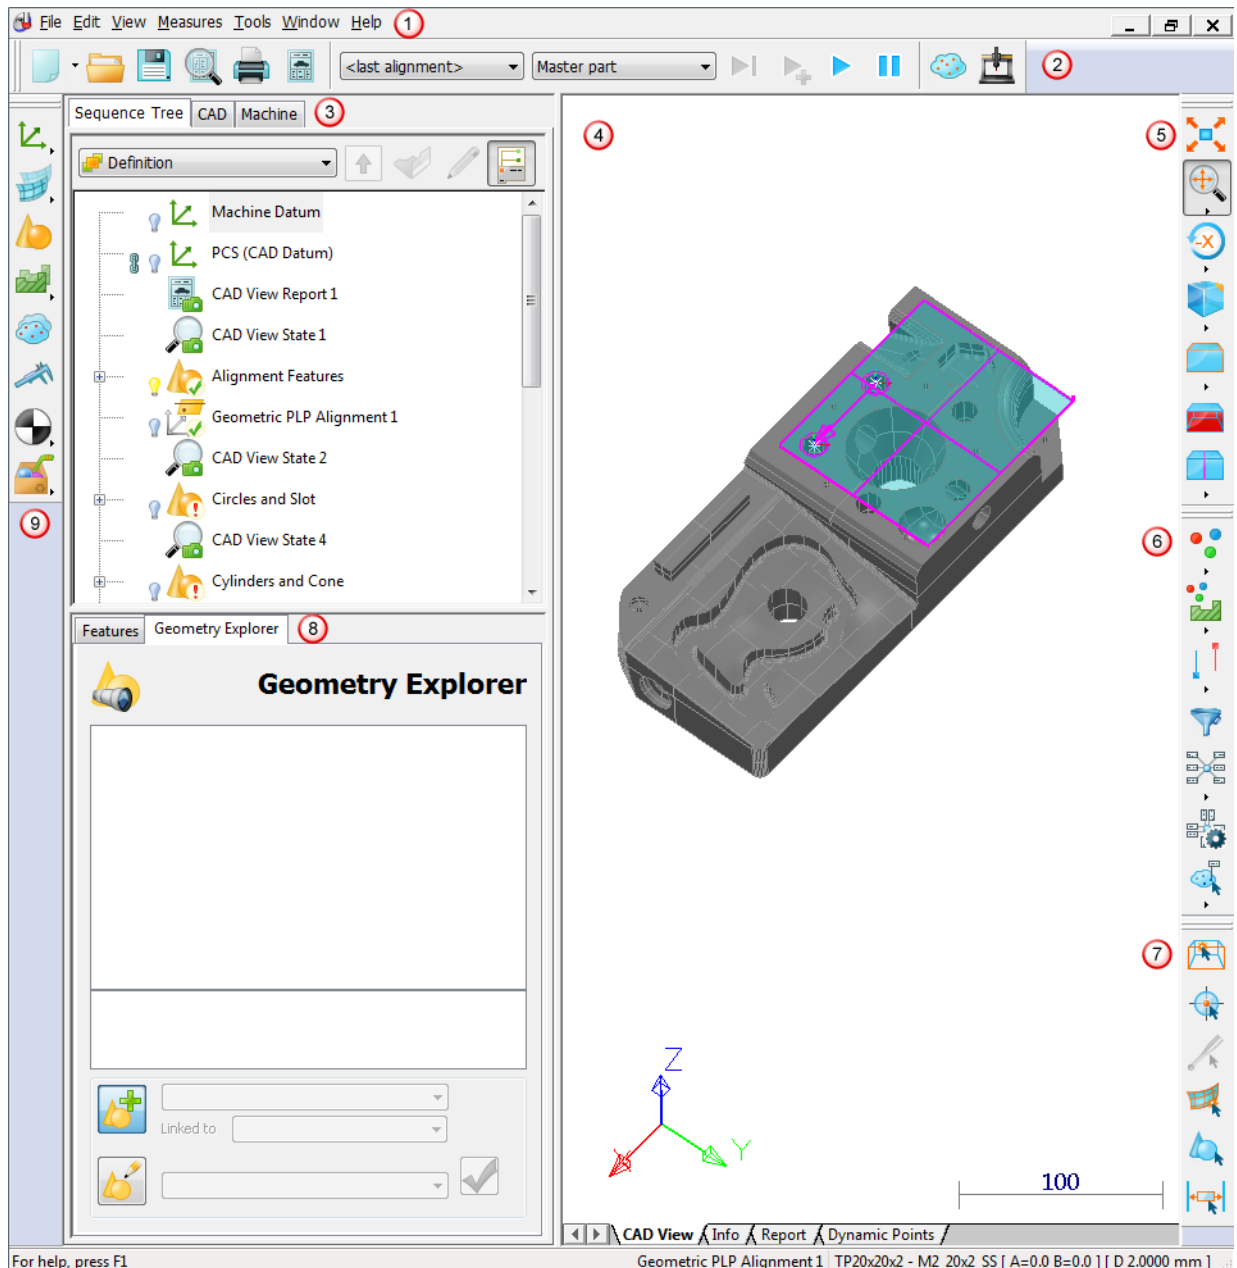 File Edit View Measures Tools Window Help 1
<last alignment> Master part 2
Sequence Tree CAD Machine 3
Definition
Machine Datum
PCS (CAD Datum)
CAD View Report 1
CAD View State 1
Alignment Features
Geometric PLP Alignment 1
CAD View State 2
Circles and Slot
CAD View State 4
Cylinders and Cone
Features Geometry Explorer 8
Geometry Explorer
Linked to
4
Z
Y
X
100
CAD View Info Report Dynamic Points
5
-X
6
7
9
For help, press F1
Geometric PLP Alignment 1 TP20x20x2 - M2_20x2_SS [ A=0.0 B=0.0 ] [ D 2.0000 mm ]